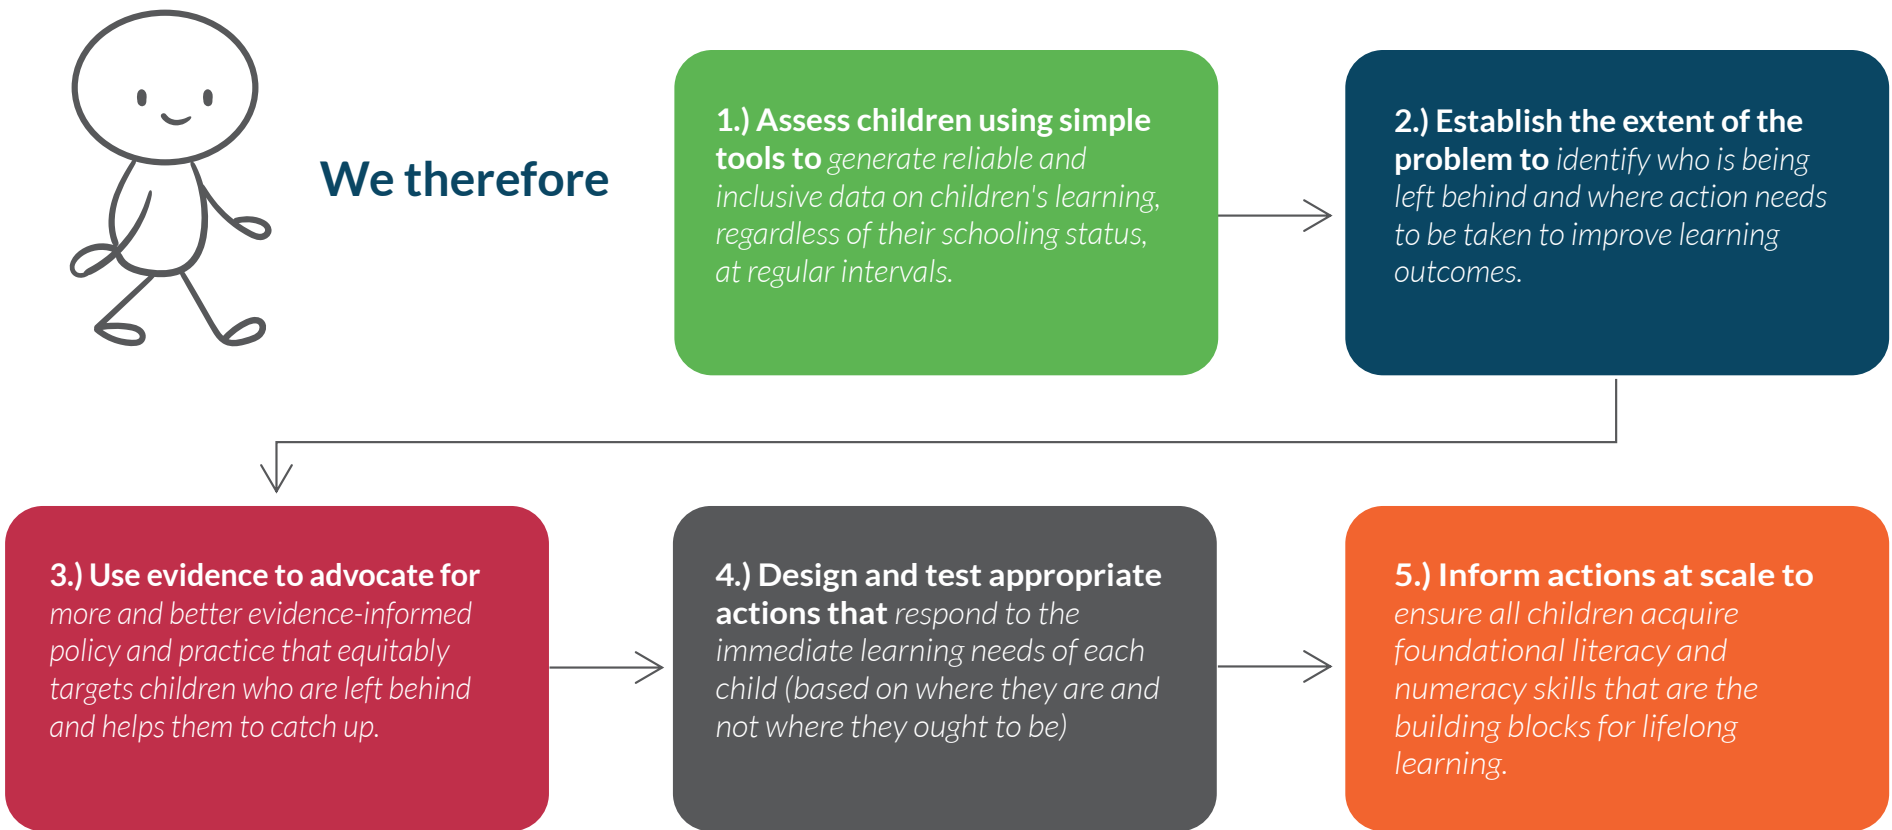 We therefore
1.) Assess children using simple
tools to generate reliable and
inclusive data on children's learning,
regardless of their schooling status,
at regular intervals.
2.) Establish the extent of the
problem to identify who is being
left behind and where action needs
to be taken to improve learning
outcomes.
3.) Use evidence to advocate for
more and better evidence-informed
policy and practice that equitably
targets children who are left behind
and helps them to catch up.
4.) Design and test appropriate
actions that respond to the
immediate learning needs of each
child (based on where they are and
not where they ought to be)
5.) Inform actions at scale to
ensure all children acquire
foundational literacy and
numeracy skills that are the
building blocks for lifelong
learning.